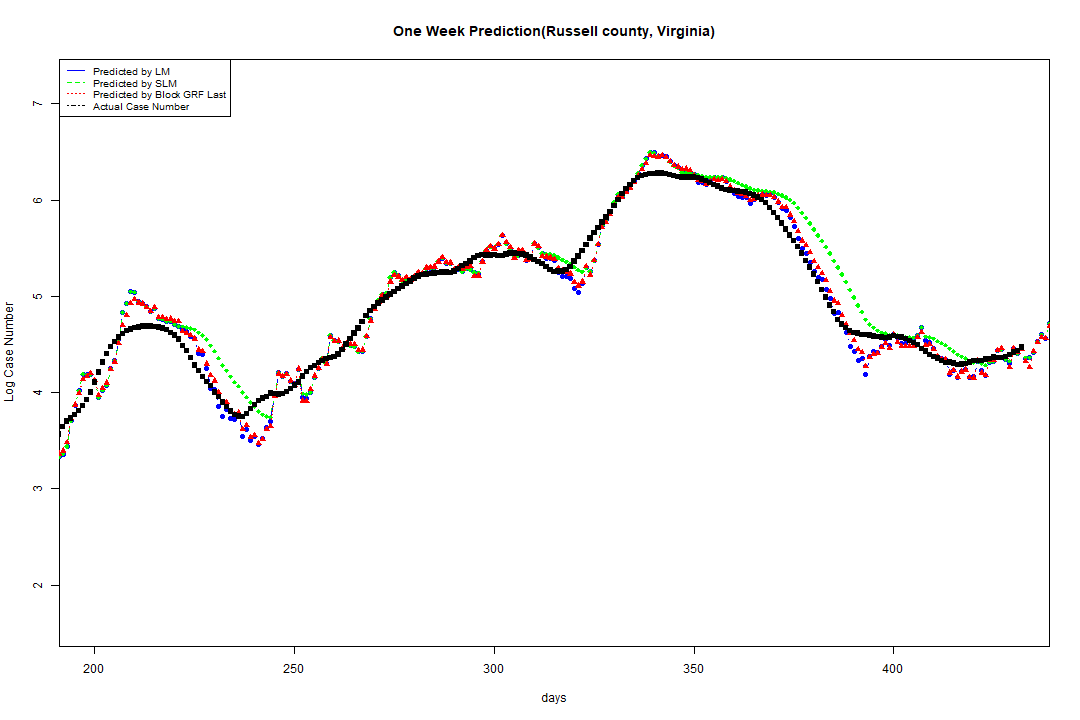 One Week Prediction(Russell county, Virginia)
Predicted by LM
Predicted by SLM
Predicted by Block GRF Last
Actual Case Number
7
6
5
4
3
2
Log Case Number
200 250 300 350 400
days